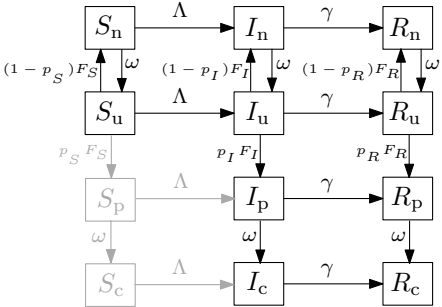 S_n Λ I_n γ R_n
(1 - p_S)F_S ω (1 - p_I)F_I ω (1 - p_R)F_R ω
S_u Λ I_u γ R_u
p_S F_S p_I F_I p_R F_R
S_p Λ I_p γ R_p
ω ω ω
S_c Λ I_c γ R_c